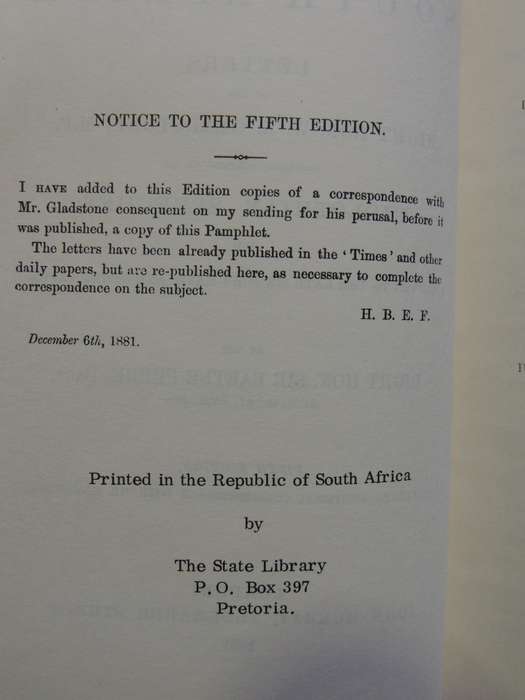 NOTICE TO THE FIFTH EDITION.
I HAVE added to this Edition copies of a correspondence with
Mr. Gladstone consequent on my sending for his perusal, before it
was published, a copy of this Pamphlet.
The letters have been already published in the 'Times' and other
daily papers, but are re-published here, as necessary to complete the
correspondence on the subject.
H. B. E. F.
December 6th, 1881.
Printed in the Republic of South Africa
by
The State Library
P.O. Box 397
Pretoria.